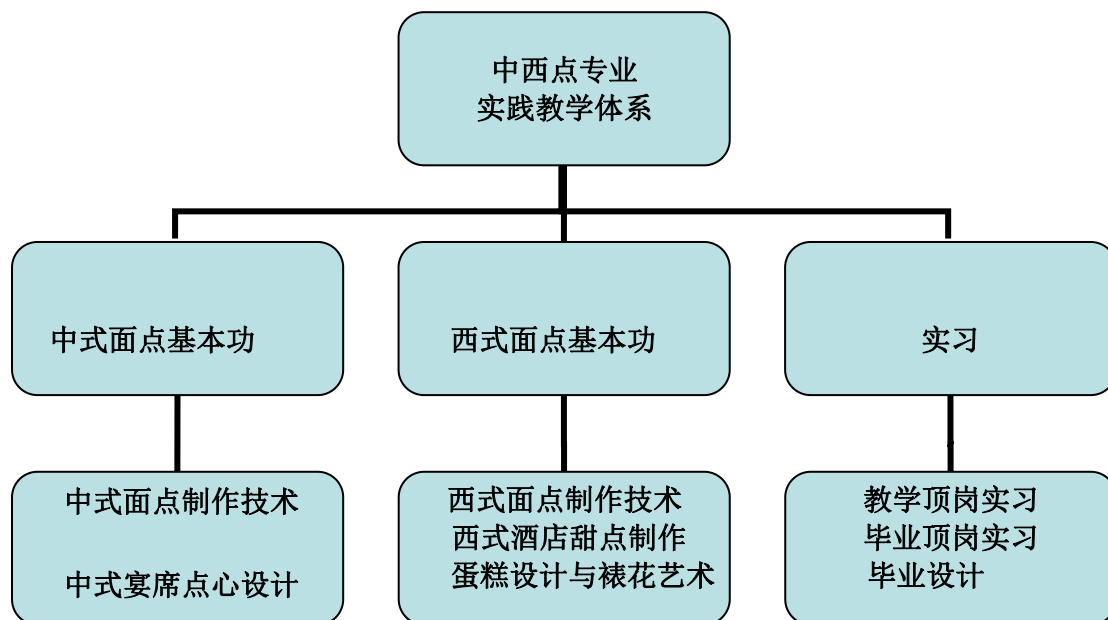 中西点专业
实践教学体系
中式面点基本功
西式面点基本功
实习
中式面点制作技术
中式宴席点心设计
西式面点制作技术
西式酒店甜点制作
蛋糕设计与裱花艺术
教学顶岗实习
毕业顶岗实习
毕业设计